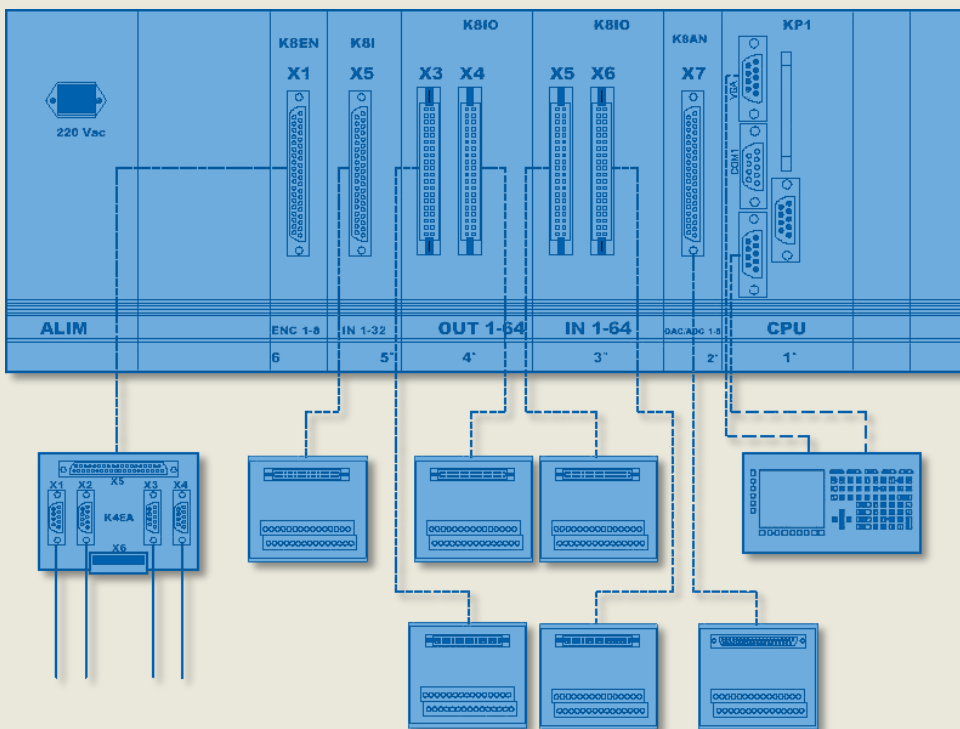 K8EN K8I K8IO K8IO K8AN KP1
X1 X5 X3 X4 X5 X6 X7
VGA
220 Vac
COM1
ALIM ENC 1-8 IN 1-32 OUT 1-64 IN 1-64 DAC/ADC 1-8 CPU
6 5° 4° 3° 2° 1°
X5
X1 X2 X3 X4
K4EA
X6